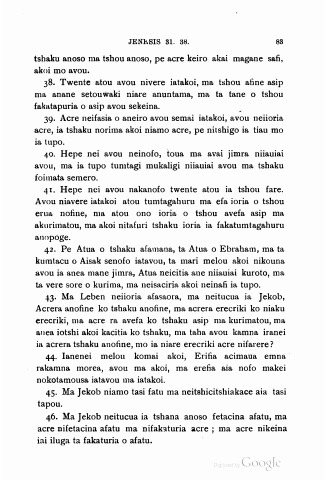 JENESIS 31. 38. 83
tshaku anoso ma tshou anoso, pe acre keiro akai magane safi,
akoi mo avou.
38. Twente atou avou nivere iatakoi, ma tshou afine asip
ma anane setouwaki niare anuntama, ma ta tane o tshou
fakatapuria o asip avou sekeina.
39. Acre neifasia o aneiro avou semai iatakoi, avou neiioria
acre, ia tshaku norima akoi niamo acre, pe nitshigo ia tiau mo
ia tupo.
40. Hepe nei avou neinofo, toua ma avai jimra niiauiai
avou, ma ia tupo tumtagi mukaligi niiauiai avou ma tshaku
foimata semero.
41. Hepe nei avou nakanofo twente atou ia tshou fare.
Avou niavere iatakoi atou tumtagahuru ma efa ioria o tshou
erua nofine, ma atou ono ioria o tshou avefa asip ma
akurimatou, ma akoi nitafuri tshaku ioria ia fakatumtagahuru
anopoge.
42. Pe Atua o tshaku afamana, ta Atua o Ebraham, ma ta
kumtacu o Aisak senofo iatavou, ta mari melou akoi nikouna
avou ia anea mane jimra, Atua neicitia ane niiauiai kuroto, ma
ta vere sore o kurima, ma neisaciria akoi neinafi ia tupo.
43. Ma Leben neiioria afasaora, ma neitucua ia Jekob,
Acrera anofine ko tshaku anofine, ma acrera erecriki ko niaku
erecriki, ma acre ra avefa ko tshaku asip ma kurimatou, ma
anea iotshi akoi kacitia ko tshaku, ma taha avou kamna iranei
ia acrera tshaku anofine, mo ia niare erecriki acre nifarere?
44. Ianenei melou komai akoi, Erifia acimaua emna
rakamna morea, avou ma akoi, ma erefia ais nofo makei
nokotamousa iatavou ma iatakoi.
45. Ma Jekob niamo tasi fatu ma neitshicitshiakace aia tasi
tapou.
46. Ma Jekob neitucua ia tshana anoso fetacina afatu, ma
acre nifetacina afatu ma nifakaturia acre; ma acre nikeina
iai iluga ta fakaturia o afatu.
Digitized by Google